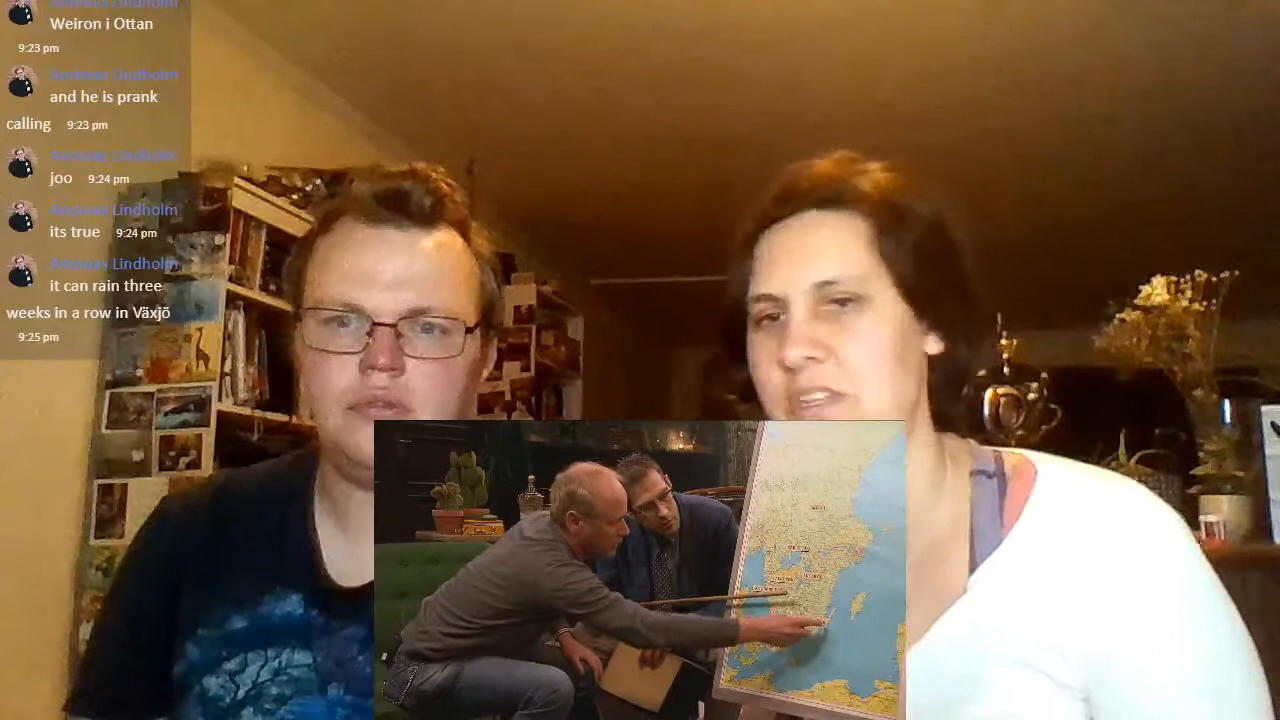 Andreas Lindholm
Weiron i Ottan
9:23 pm
Andreas Lindholm
and he is prank
calling 9:23 pm
Andreas Lindholm
joo 9:24 pm
Andreas Lindholm
its true 9:24 pm
Andreas Lindholm
it can rain three
weeks in a row in Växjö
9:25 pm